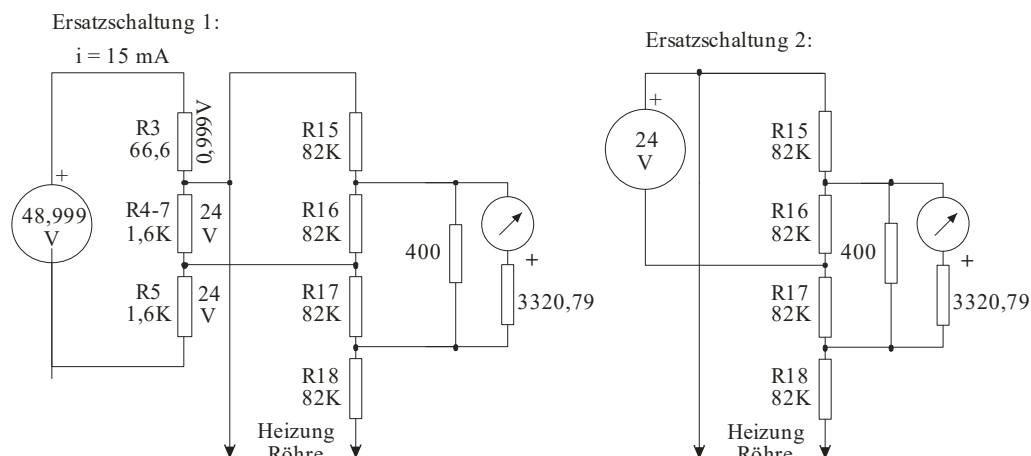 Ersatzschaltung 1:
i = 15 mA
+
48,999
V
R3
66,6
0,999V
R4-7
1,6K
24
V
R5
1,6K
24
V
R15
82K
R16
82K
R17
82K
R18
82K
400
+
3320,79
Heizung
Röhre
Ersatzschaltung 2:
+
24
V
R15
82K
R16
82K
R17
82K
R18
82K
400
+
3320,79
Heizung
Röhre